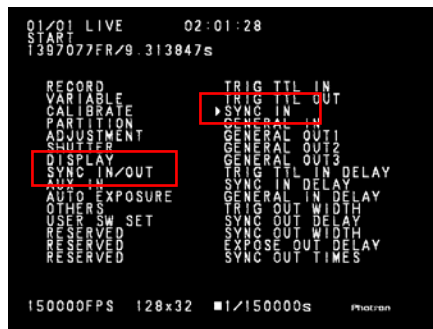 01/01 LIVE 02:01:28
START
1397077FR/9.313847s
RECORD
VARIABLE
CALIBRATE
PARTITION
ADJUSTMENT
SHUTTER
DISPLAY
SYNC IN/OUT
AUX IN
AUTO EXPOSURE
OTHERS
USER SW SET
RESERVED
RESERVED
RESERVED
TRIG TTL IN
TRIG TTL OUT
▶SYNC IN
GENERAL IN
GENERAL OUT1
GENERAL OUT2
GENERAL OUT3
TRIG TTL IN DELAY
SYNC IN DELAY
GENERAL IN DELAY
TRIG OUT WIDTH
SYNC OUT DELAY
SYNC OUT WIDTH
EXPOSE OUT DELAY
SYNC OUT TIMES
150000FPS 128x32 ■1/150000s Photron